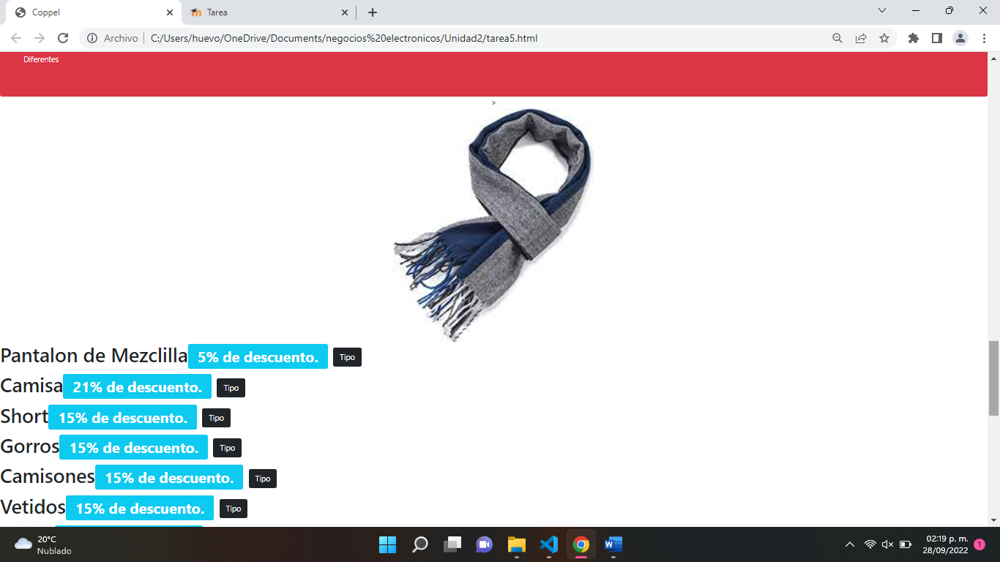 Coppel
Tarea
Archivo
C:/Users/huevo/OneDrive/Documents/negocios%20electronicos/Unidad2/tarea5.html
Diferentes
>
Pantalon de Mezclilla 5% de descuento. Tipo
Camisa 21% de descuento. Tipo
Short 15% de descuento. Tipo
Gorros 15% de descuento. Tipo
Camisones 15% de descuento. Tipo
Vetidos 15% de descuento. Tipo
20°C
Nublado
02:19 p. m.
28/09/2022
1